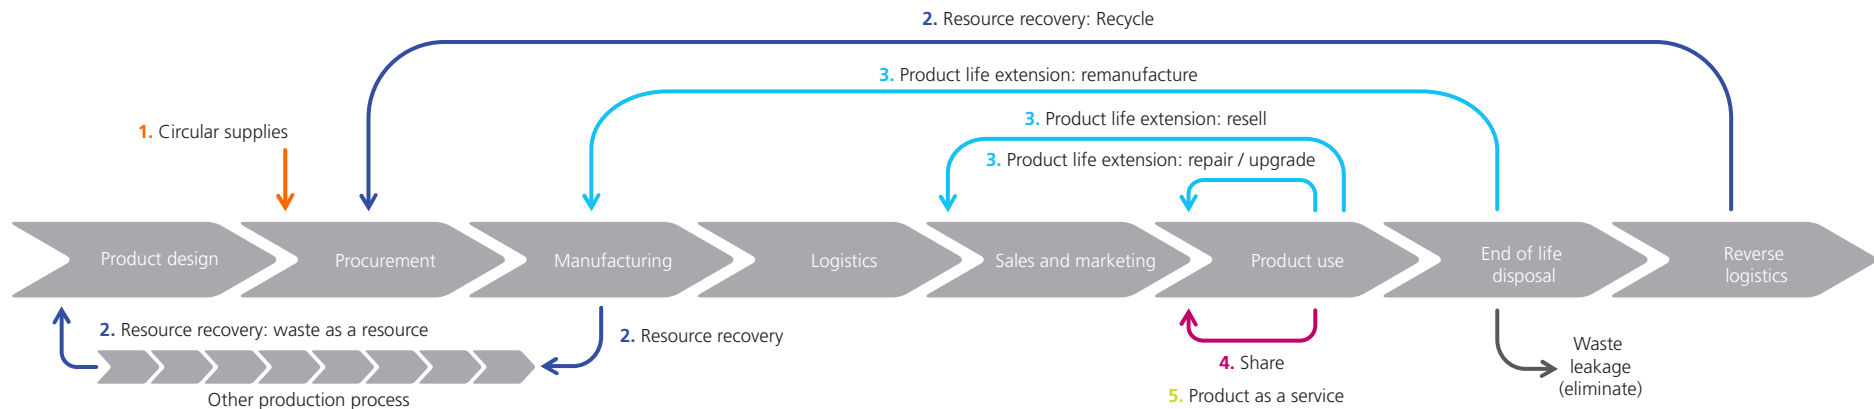 2. Resource recovery: Recycle
3. Product life extension: remanufacture
3. Product life extension: resell
1. Circular supplies
3. Product life extension: repair / upgrade
Product design
Procurement
Manufacturing
Logistics
Sales and marketing
Product use
End of life
disposal
Reverse
logistics
2. Resource recovery: waste as a resource
2. Resource recovery
Other production process
4. Share
5. Product as a service
Waste
leakage
(eliminate)